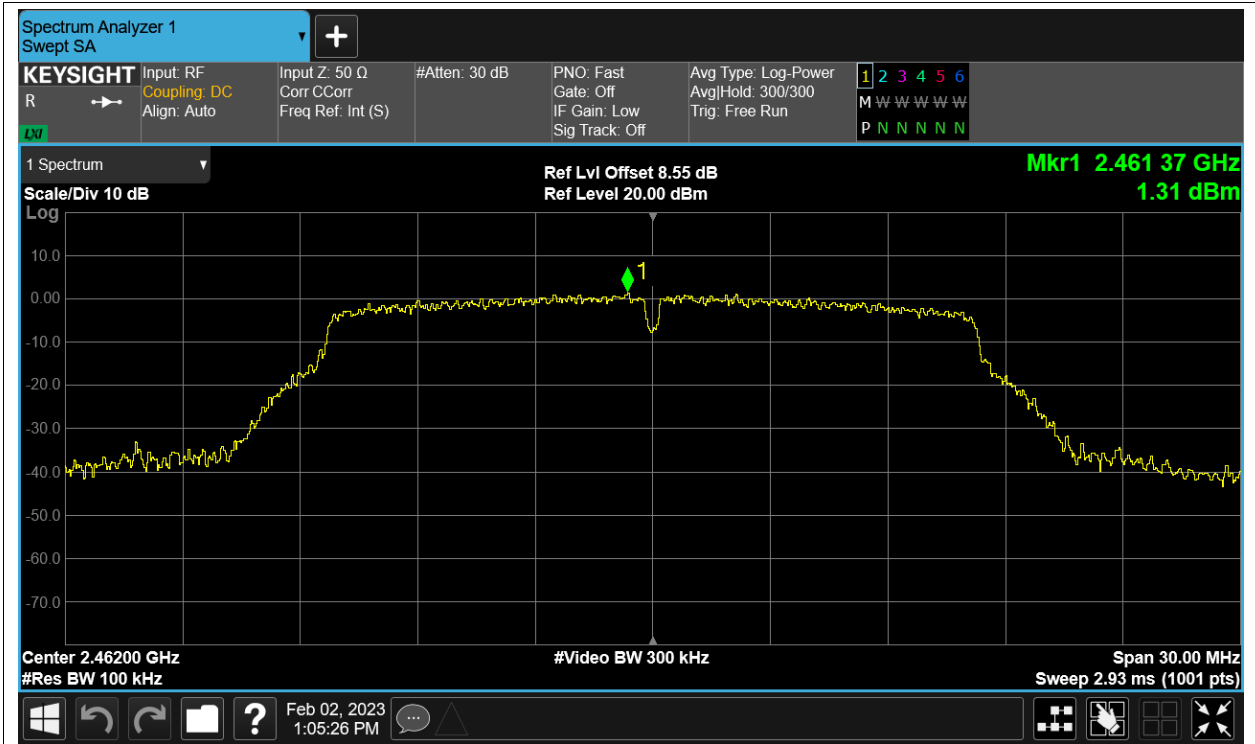 Spectrum Analyzer 1
Swept SA
KEYSIGHT
R
LXI
Input: RF
Coupling: DC
Align: Auto
Input Z: 50 Ω
Corr CCorr
Freq Ref: Int (S)
#Atten: 30 dB
PNO: Fast
Gate: Off
IF Gain: Low
Sig Track: Off
Avg Type: Log-Power
Avg|Hold: 300/300
Trig: Free Run
1 2 3 4 5 6
M W W W W W
P N N N N N
1 Spectrum
Scale/Div 10 dB
Log
Ref Lvl Offset 8.55 dB
Ref Level 20.00 dBm
Mkr1 2.461 37 GHz
1.31 dBm
1
10.0
0.00
-10.0
-20.0
-30.0
-40.0
-50.0
-60.0
-70.0
Center 2.46200 GHz
#Res BW 100 kHz
#Video BW 300 kHz
Span 30.00 MHz
Sweep 2.93 ms (1001 pts)
?
Feb 02, 2023
1:05:26 PM